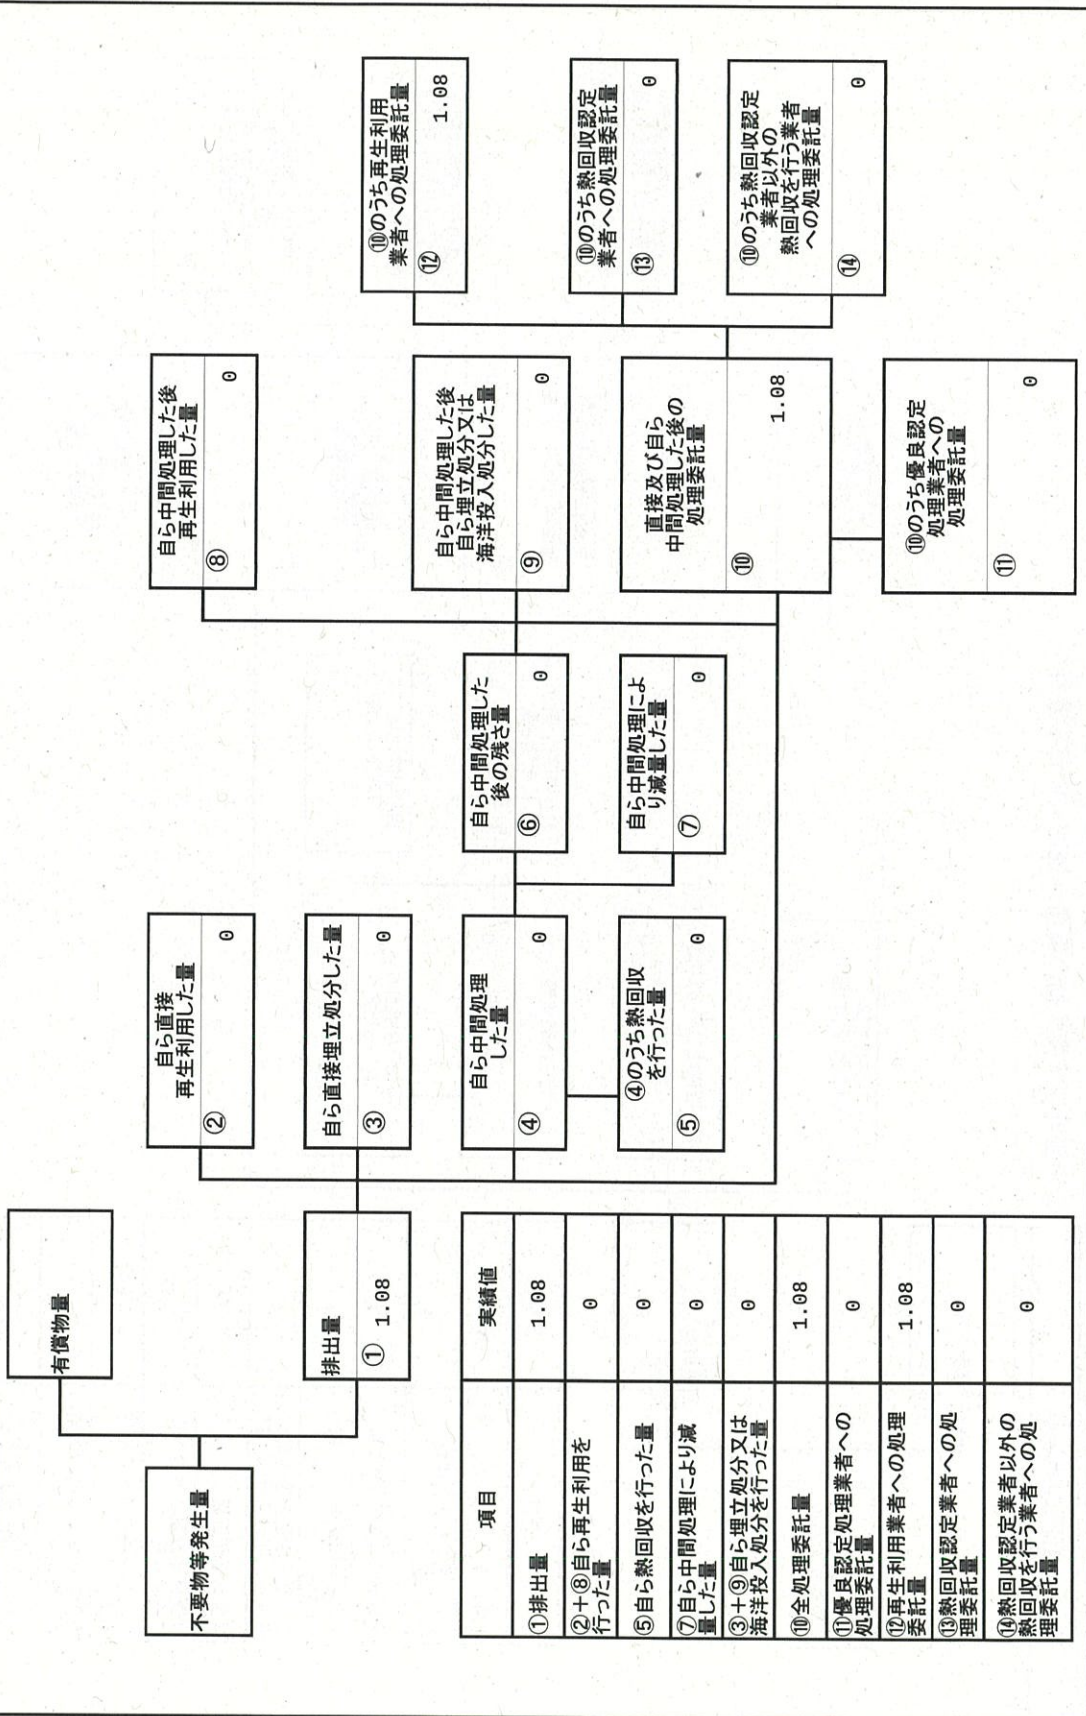 不要物等発生量
有償物量
排出量
① 1.08
自ら直接
再生利用した量
② 0
自ら直接埋立処分した量
③ 0
自ら中間処理
した量
④ 0
④のうち熱回収
を行った量
⑤ 0
自ら中間処理した
後の残さ量
⑥ 0
自ら中間処理によ
り減量した量
⑦ 0
自ら中間処理した後
再生利用した量
⑧ 0
自ら中間処理した後
自ら埋立処分又は
海洋投入処分した量
⑨ 0
直接及び自ら
中間処理した後の
処理委託量
⑩ 1.08
⑩のうち優良認定
処理業者への
処理委託量
⑪ 0
⑩のうち再生利用
業者への処理委託量
⑫ 1.08
⑩のうち熱回収認定
業者への処理委託量
⑬ 0
⑩のうち熱回収認定
業者以外の
熱回収を行う業者
への処理委託量
⑭ 0
項目 実績値
①排出量 1.08
②+⑧自ら再生利用を
行った量 0
⑤自ら熱回収を行った量 0
⑦自ら中間処理により減
量した量 0
③+⑨自ら埋立処分又は
海洋投入処分を行った量 0
⑩全処理委託量 1.08
⑪優良認定処理業者への
処理委託量 0
⑫再生利用業者への処理
委託量 1.08
⑬熱回収認定業者への処
理委託量 0
⑭熱回収認定業者以外の
熱回収を行う業者への処
理委託量 0